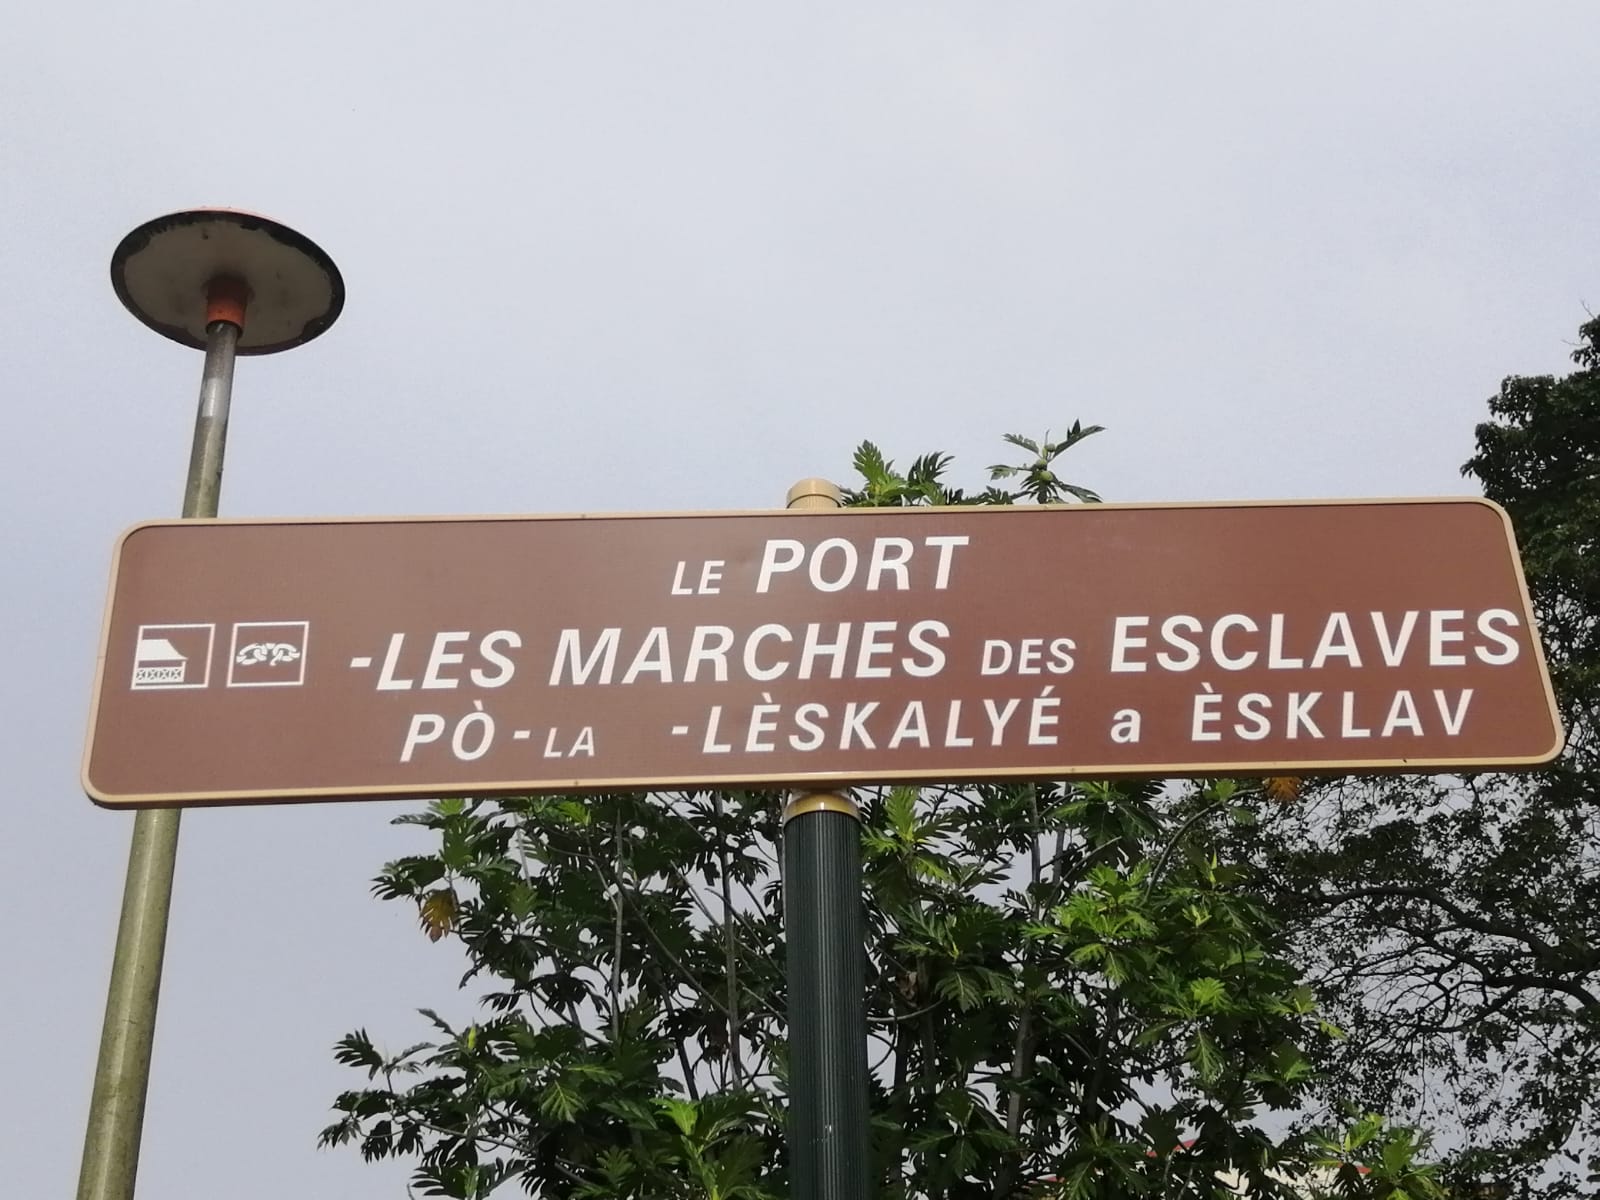 LE PORT
-LES MARCHES DES ESCLAVES
PÒ-LA -LÈSKALYÉ a ÈSKLAV